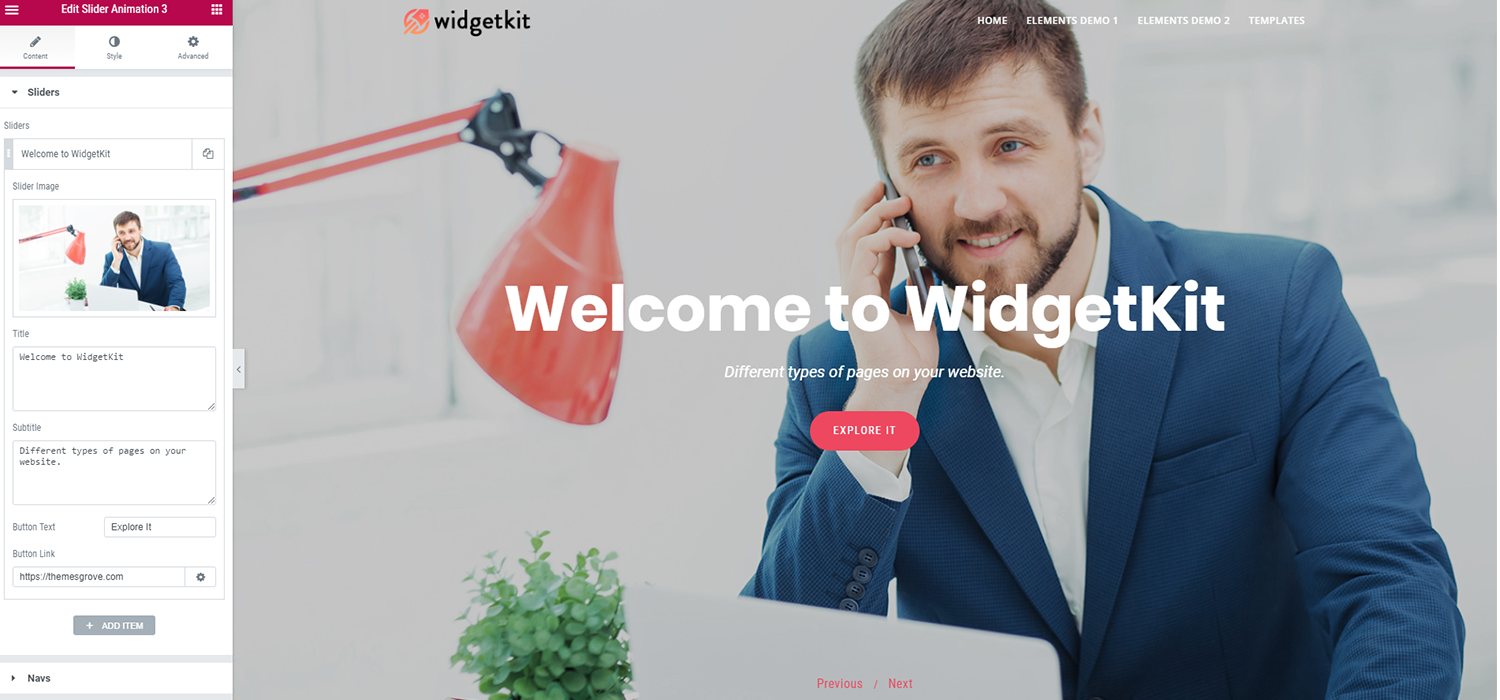 Edit Slider Animation 3
Content
Style
Advanced
Sliders
Sliders
Welcome to WidgetKit
Slider Image
Title
Welcome to WidgetKit
Subtitle
Different types of pages on your
website.
Button Text
Explore It
Button Link
https://themesgrove.com
ADD ITEM
Navs
widgetkit
HOME
ELEMENTS DEMO 1
ELEMENTS DEMO 2
TEMPLATES
Welcome to WidgetKit
Different types of pages on your website.
EXPLORE IT
Previous / Next